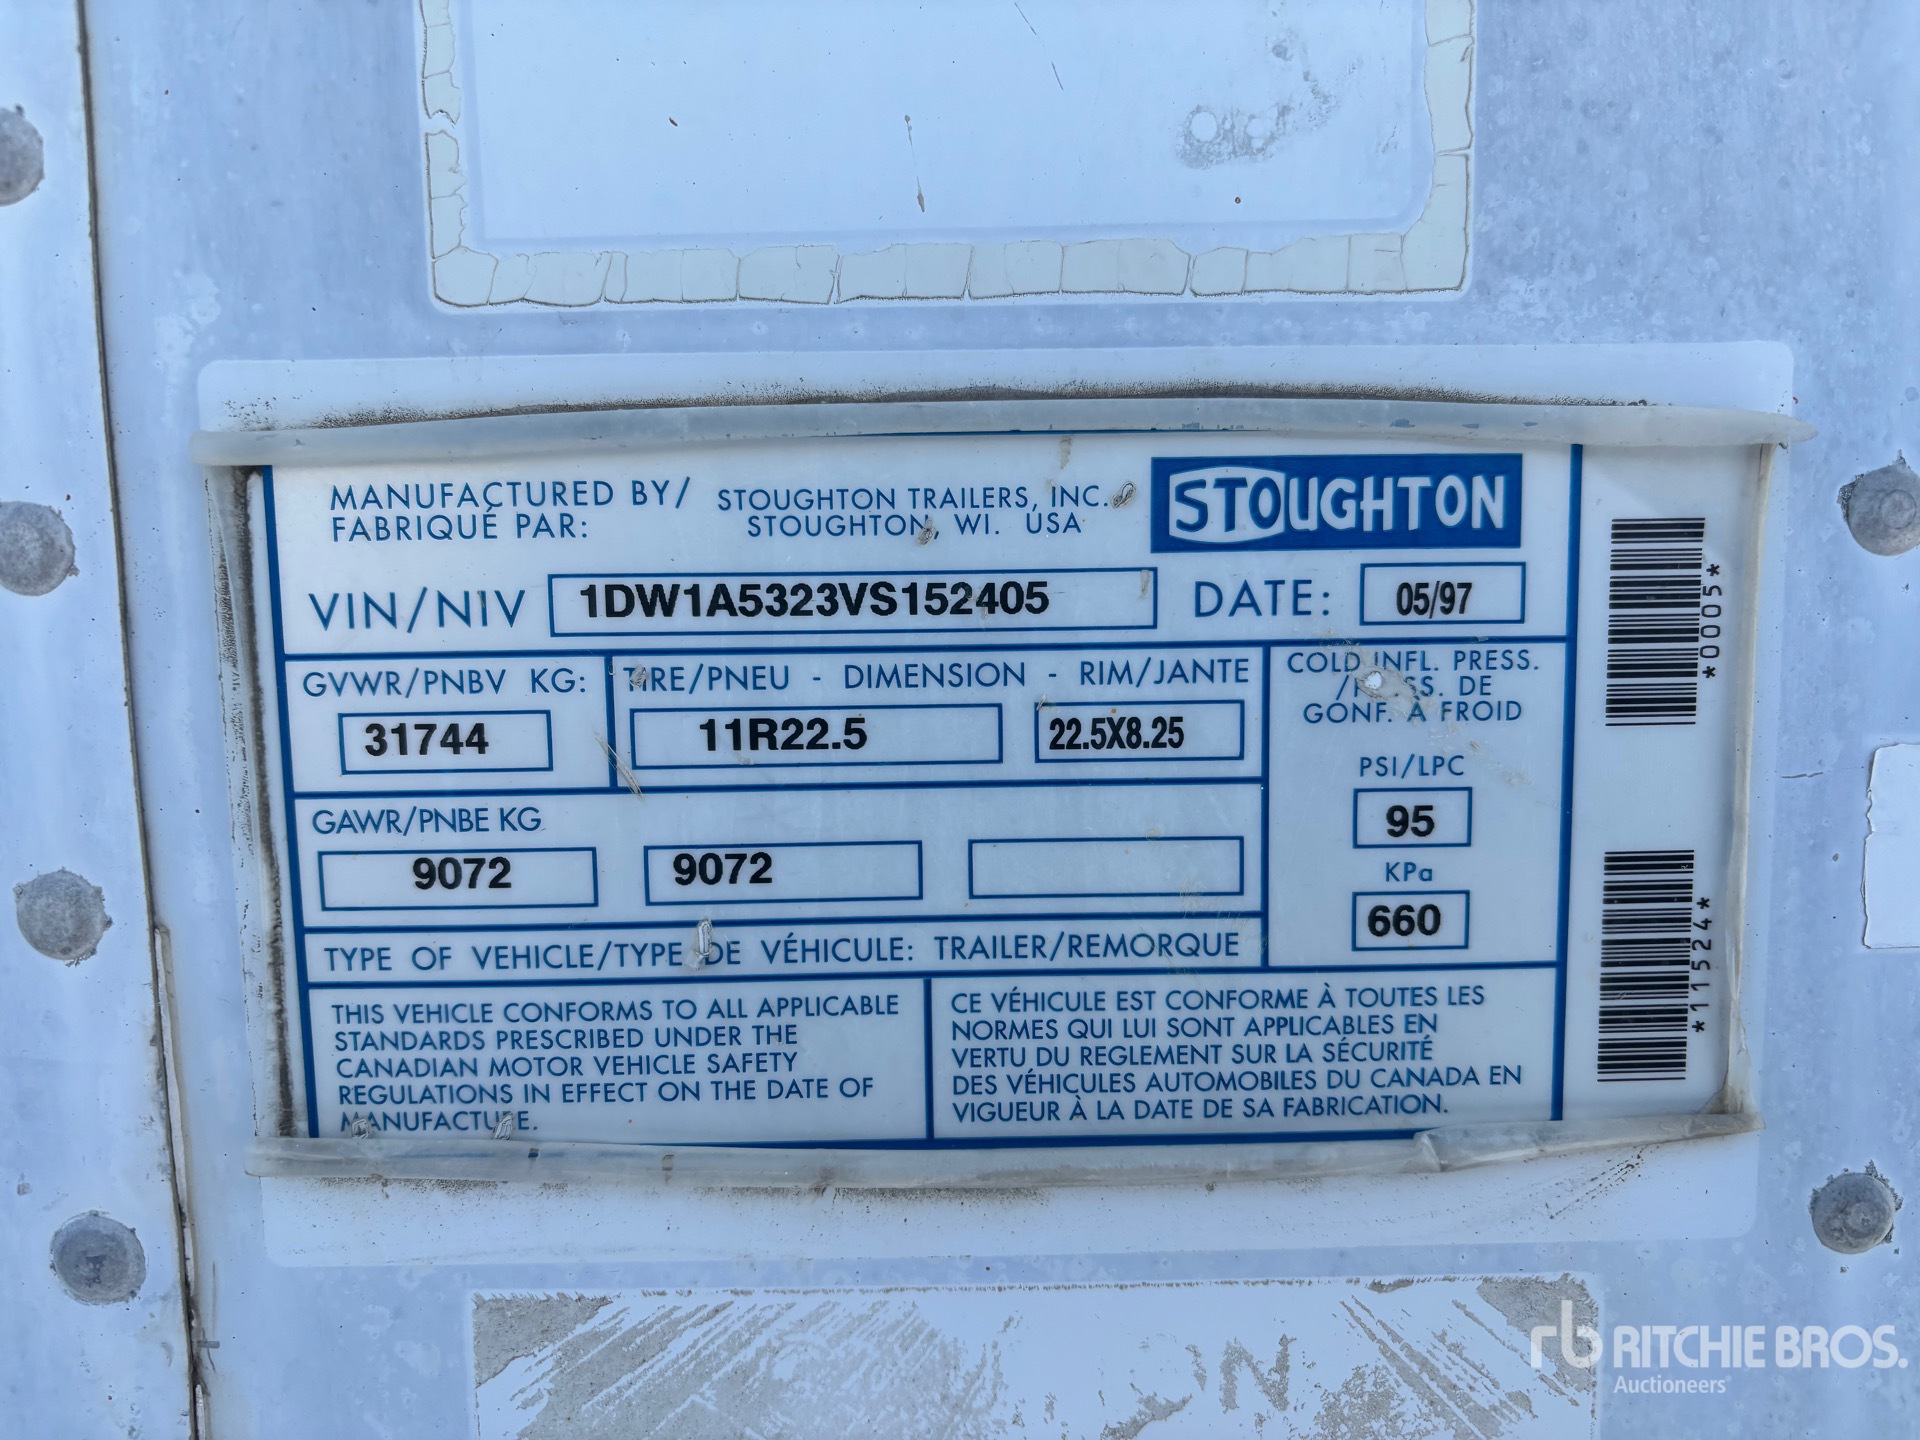 MANUFACTURED BY/
FABRIQUÉ PAR:
STOUGHTON TRAILERS, INC.
STOUGHTON, WI. USA
STOUGHTON
VIN/NIV 1DW1A5323VS152405 DATE: 05/97
GVWR/PNBV KG:
31744
TIRE/PNEU - DIMENSION - RIM/JANTE
11R22.5 22.5X8.25
COLD INFL. PRESS.
/PRESS. DE
GONF. À FROID
PSI/LPC
95
KPa
660
GAWR/PNBE KG
9072 9072
TYPE OF VEHICLE/TYPE DE VÉHICULE: TRAILER/REMORQUE
THIS VEHICLE CONFORMS TO ALL APPLICABLE
STANDARDS PRESCRIBED UNDER THE
CANADIAN MOTOR VEHICLE SAFETY
REGULATIONS IN EFFECT ON THE DATE OF
MANUFACTURE.
CE VÉHICULE EST CONFORME À TOUTES LES
NORMES QUI LUI SONT APPLICABLES EN
VERTU DU REGLEMENT SUR LA SÉCURITÉ
DES VÉHICULES AUTOMOBILES DU CANADA EN
VIGUEUR À LA DATE DE SA FABRICATION.
*0005*
*11524*
rb RITCHIE BROS.
Auctioneers